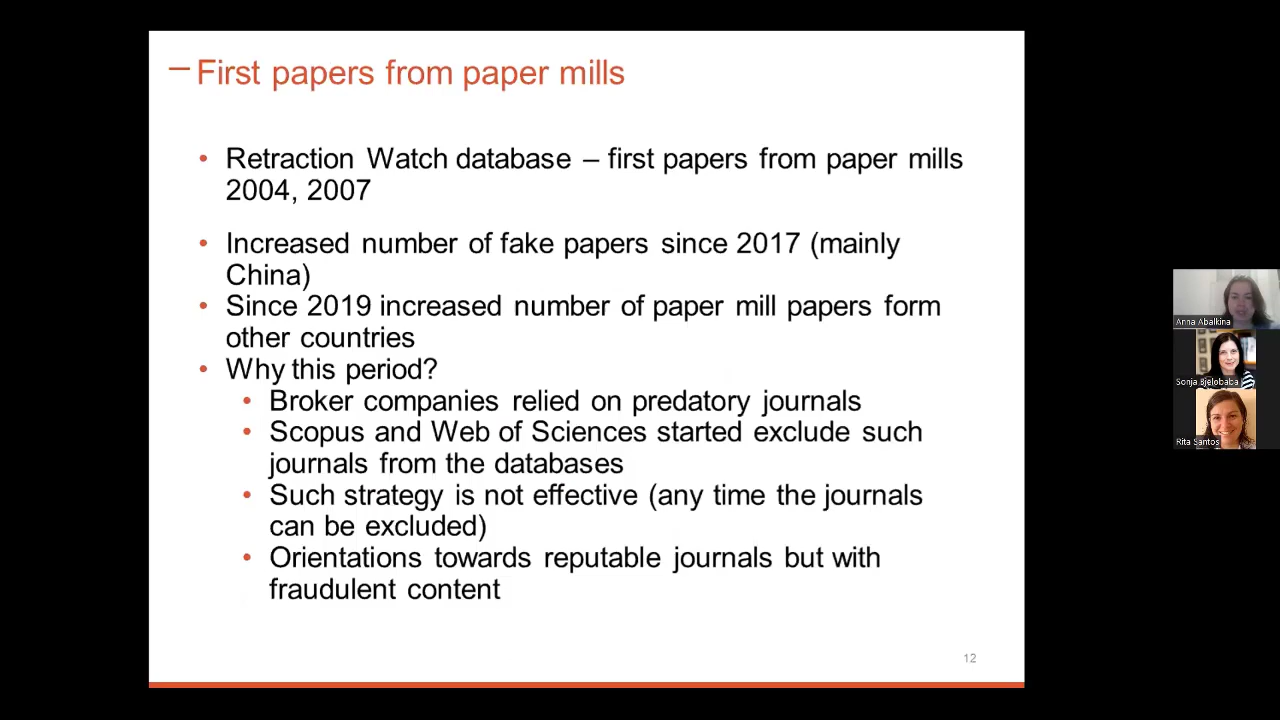 First papers from paper mills
• Retraction Watch database – first papers from paper mills
2004, 2007
• Increased number of fake papers since 2017 (mainly
China)
• Since 2019 increased number of paper mill papers form
other countries
• Why this period?
• Broker companies relied on predatory journals
• Scopus and Web of Sciences started exclude such
journals from the databases
• Such strategy is not effective (any time the journals
can be excluded)
• Orientations towards reputable journals but with
fraudulent content
12
Anna Abalkina
Sonja Bjelobaba
Rita Santos